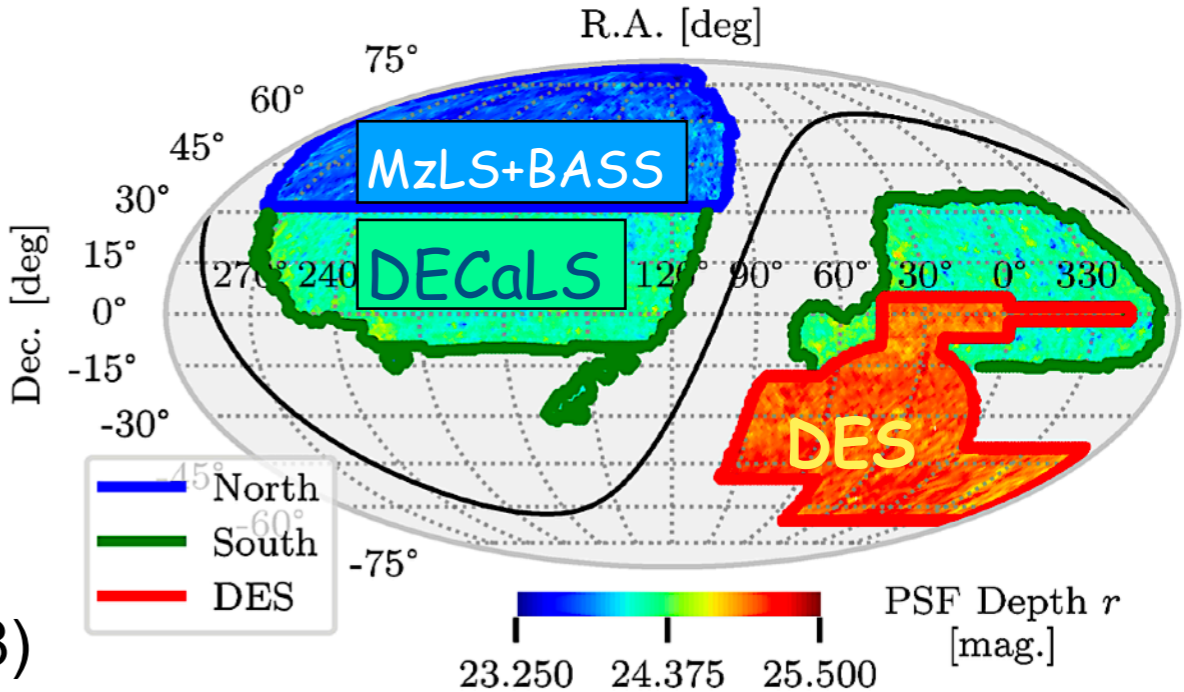 R.A. [deg]
75°
60°
45°
30°
15°
0°
-15°
-30°
-45°
-60°
-75°
Dec. [deg]
MzLS+BASS
DECaLS
270° 240 120° 90° 60° 30° 0° 330°
DES
North
South
DES
PSF Depth r
[mag.]
23.250 24.375 25.500